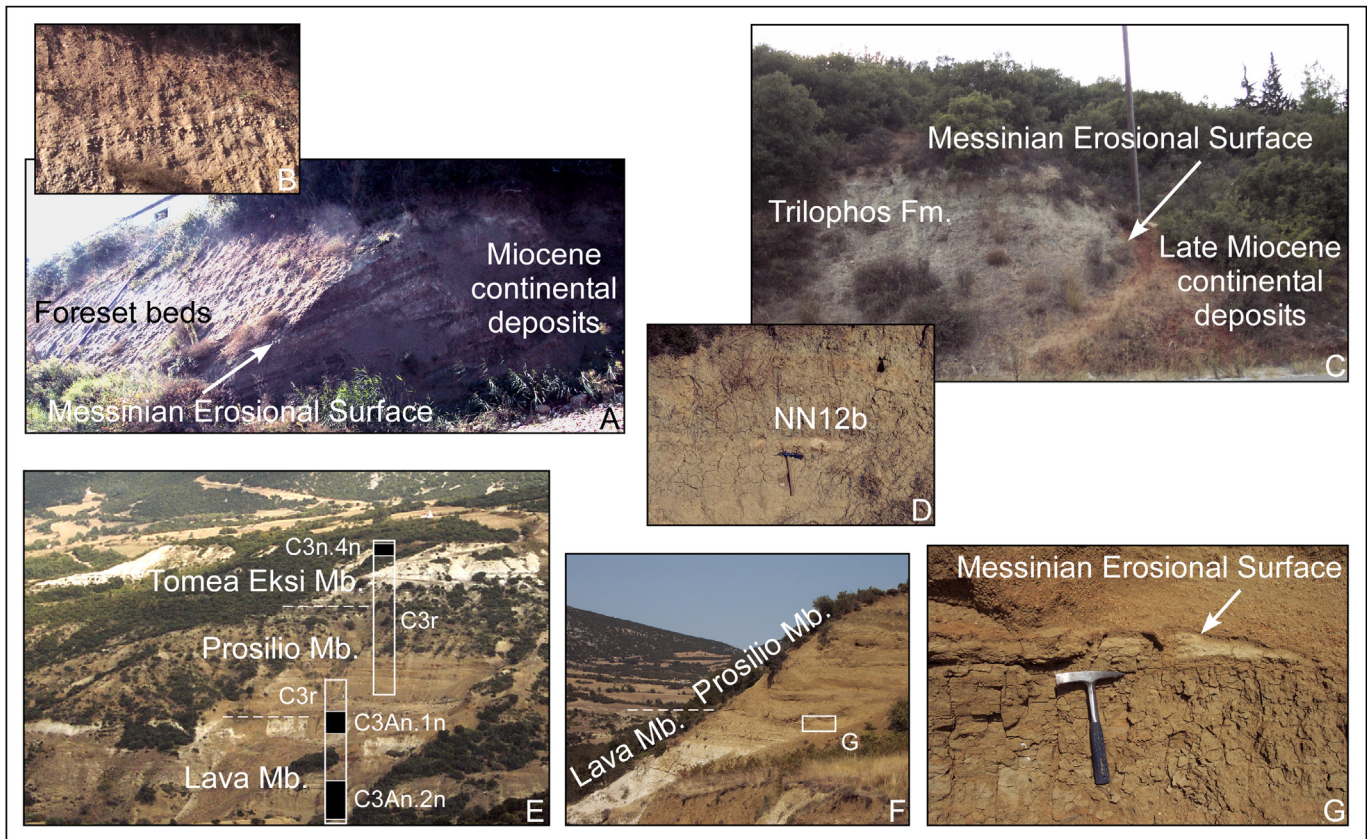 B
Foreset beds
Miocene
continental
deposits
Messinian Erosional Surface
A
Messinian Erosional Surface
Trilophos Fm.
Late Miocene
continental
deposits
C
NN12b
D
C3n.4n
Tomea Eksi Mb.
C3r
Prosilio Mb.
C3r
C3An.1n
Lava Mb.
C3An.2n
E
Prosilio Mb.
Lava Mb.
G
F
Messinian Erosional Surface
G